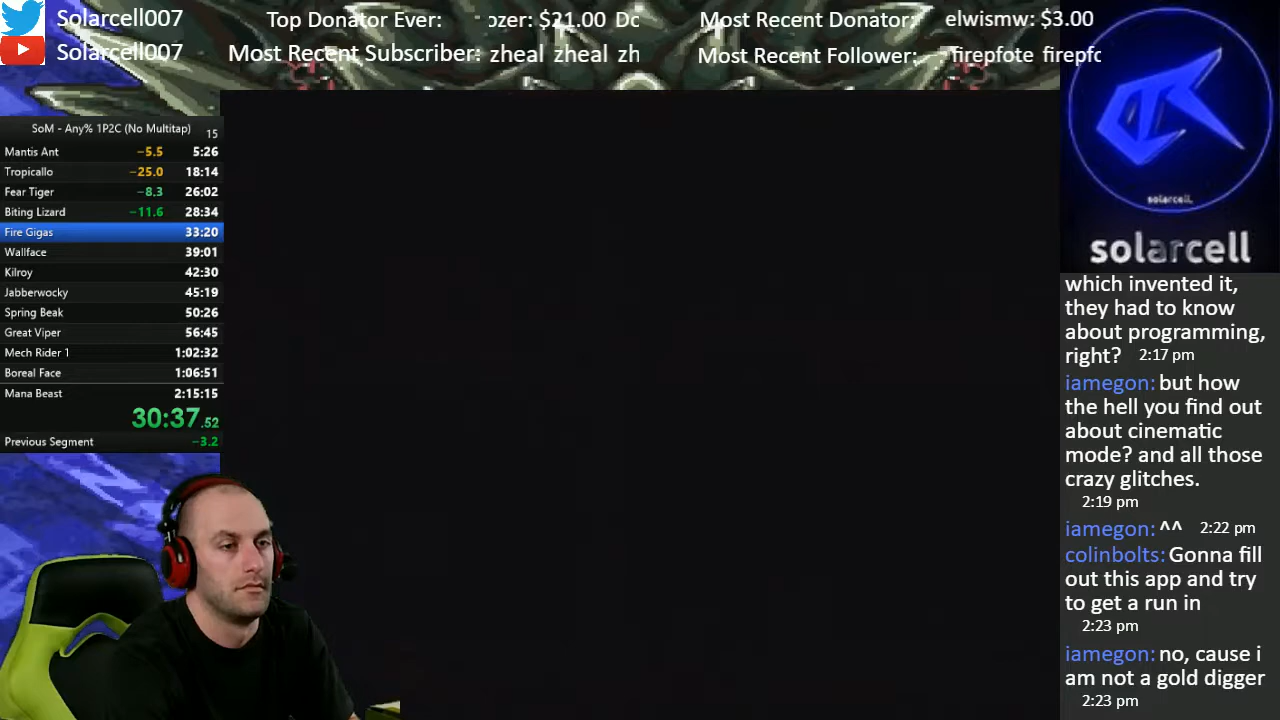 Solarcell007
Top Donator Ever: ozer: $21.00 Do
Most Recent Donator: elwismw: $3.00
Solarcell007
Most Recent Subscriber: zheal zheal zh
Most Recent Follower: firepfote firepfo
SoM - Any% 1P2C (No Multitap) 15
Mantis Ant -5.5 5:26
Tropicallo -25.0 18:14
Fear Tiger -8.3 26:02
Biting Lizard -11.6 28:34
Fire Gigas 33:20
Wallface 39:01
Kilroy 42:30
Jabberwocky 45:19
Spring Beak 50:26
Great Viper 56:45
Mech Rider 1 1:02:32
Boreal Face 1:06:51
Mana Beast 2:15:15
30:37.52
Previous Segment -3.2
solarcell
solarcell
which invented it,
they had to know
about programming,
right? 2:17 pm
iamegon: but how
the hell you find out
about cinematic
mode? and all those
crazy glitches.
2:19 pm
iamegon: ^^ 2:22 pm
colinbolts: Gonna fill
out this app and try
to get a run in
2:23 pm
iamegon: no, cause i
am not a gold digger
2:23 pm